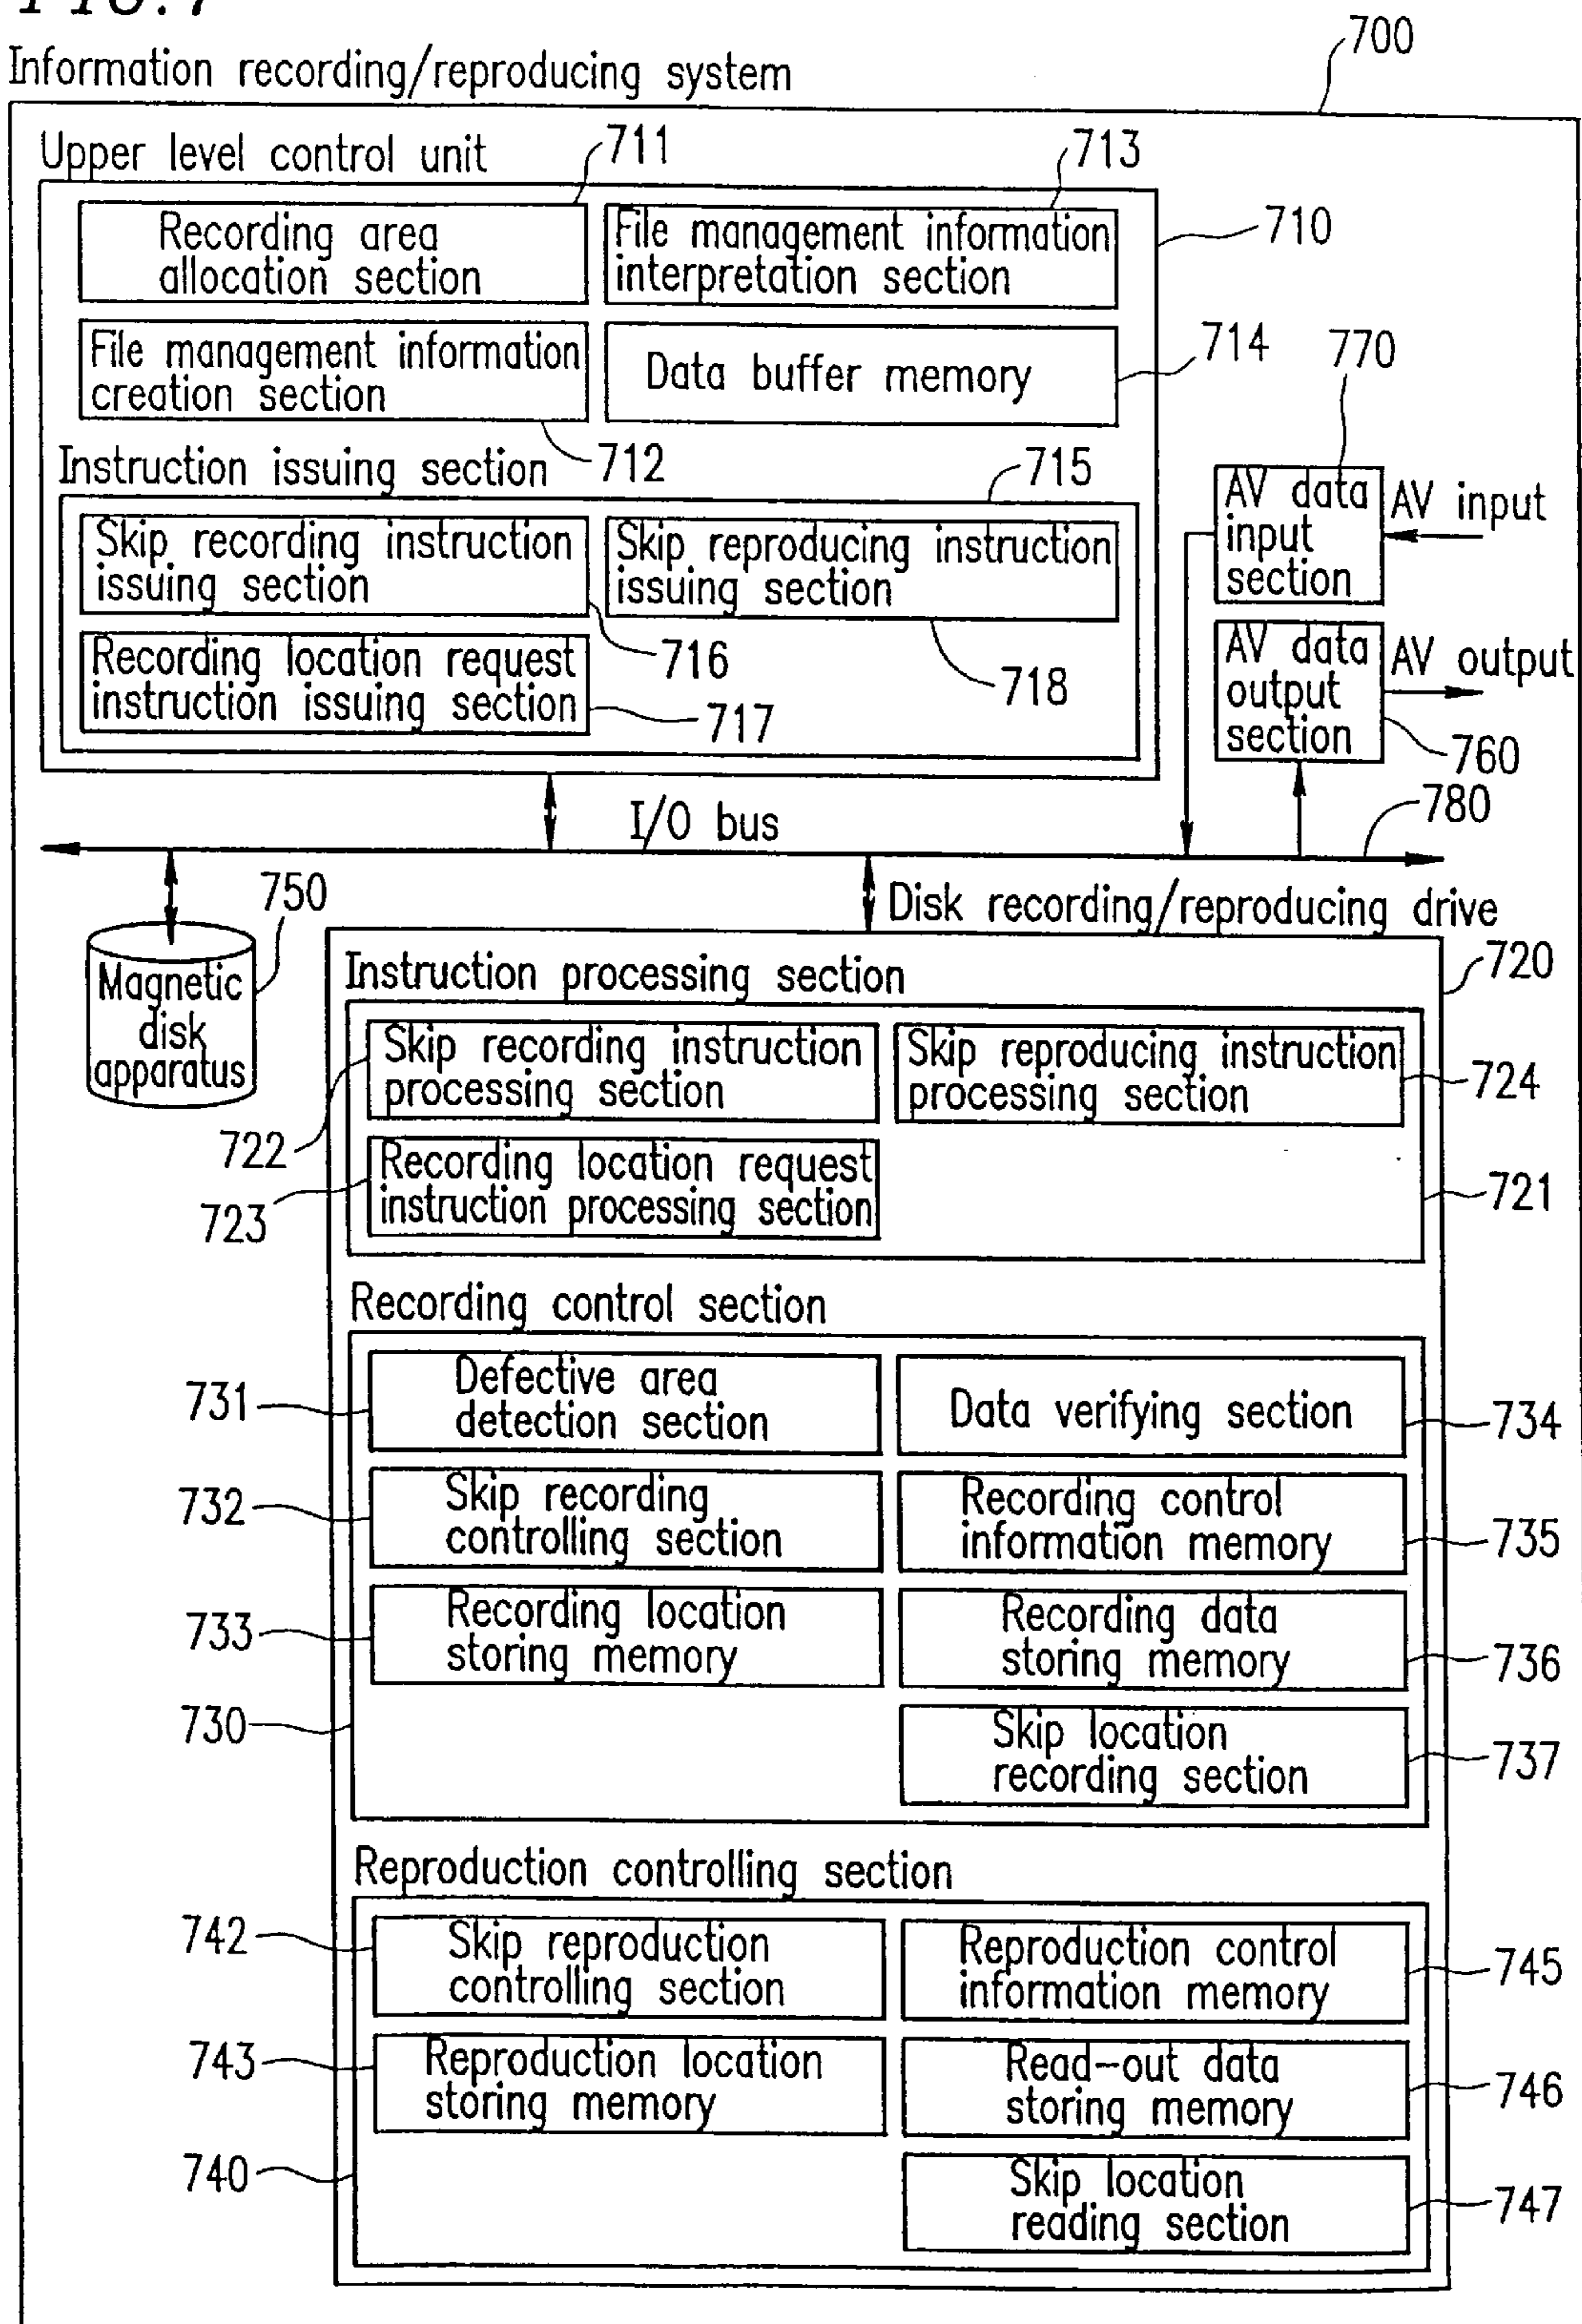 FIG. 7
700
Information recording/reproducing system
Upper level control unit
711
713
Recording area
allocation section
File management information
interpretation section
710
File management information
creation section
Data buffer memory
714
770
712
Instruction issuing section
715
Skip recording instruction
issuing section
Skip reproducing instruction
issuing section
AV data
input
section
AV input
716
718
Recording location request
instruction issuing section
717
AV data
output
section
AV output
760
I/O bus
780
750
Magnetic
disk
apparatus
Disk recording/reproducing drive
720
Instruction processing section
Skip recording instruction
processing section
Skip reproducing instruction
processing section
724
722
Recording location request
instruction processing section
723
721
Recording control section
731
Defective area
detection section
Data verifying section
734
732
Skip recording
controlling section
Recording control
information memory
735
733
Recording location
storing memory
Recording data
storing memory
736
730
Skip location
recording section
737
Reproduction controlling section
742
Skip reproduction
controlling section
Reproduction control
information memory
745
743
Reproduction location
storing memory
Read-out data
storing memory
746
740
Skip location
reading section
747